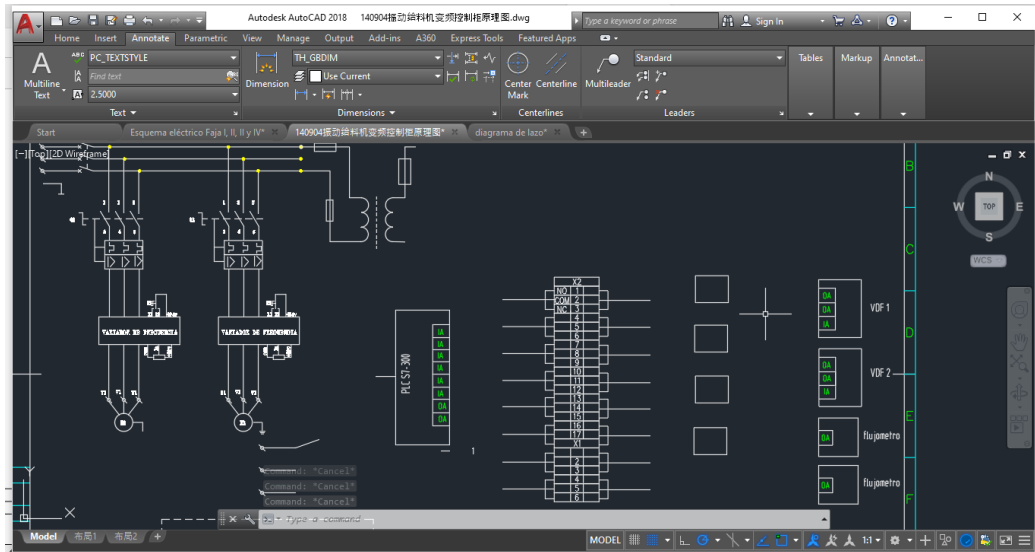 Autodesk AutoCAD 2018 140904振动给料机变频控制柜原理图.dwg
Type a keyword or phrase
Sign In
Home Insert Annotate Parametric View Manage Output Add-ins A360 Express Tools Featured Apps
Multiline Text
PC_TEXTSTYLE
Find text
2.5000
Text
Dimension
TH_GBDIM
Use Current
Dimensions
Center Mark
Centerline
Centerlines
Multileader
Standard
Leaders
Tables
Markup
Annotat...
Start
Esquema eléctrico Faja I, II, II y IV*
140904振动给料机变频控制柜原理图*
diagrama de lazo*
[−][Top][2D Wireframe]
N
W TOP E
S
WCS
B
C
D
E
F
VARIADOR DE FRECUENCIA
VARIADOR DE FRECUENCIA
PLC S7-300
IA
IA
IA
IA
IA
IA
OA
OA
1
X2
NO 1
COM 2
NC 3
4
5
6
7
8
9
10
11
12
13
14
15
16
17
X1
2
3
4
5
6
OA
OA
IA
VDF 1
OA
OA
IA
VDF 2
OA
flujometro
OA
flujometro
Command: *Cancel*
Command: *Cancel*
Command: *Cancel*
Type a command
X
Model 布局1 布局2 +
MODEL
1:1